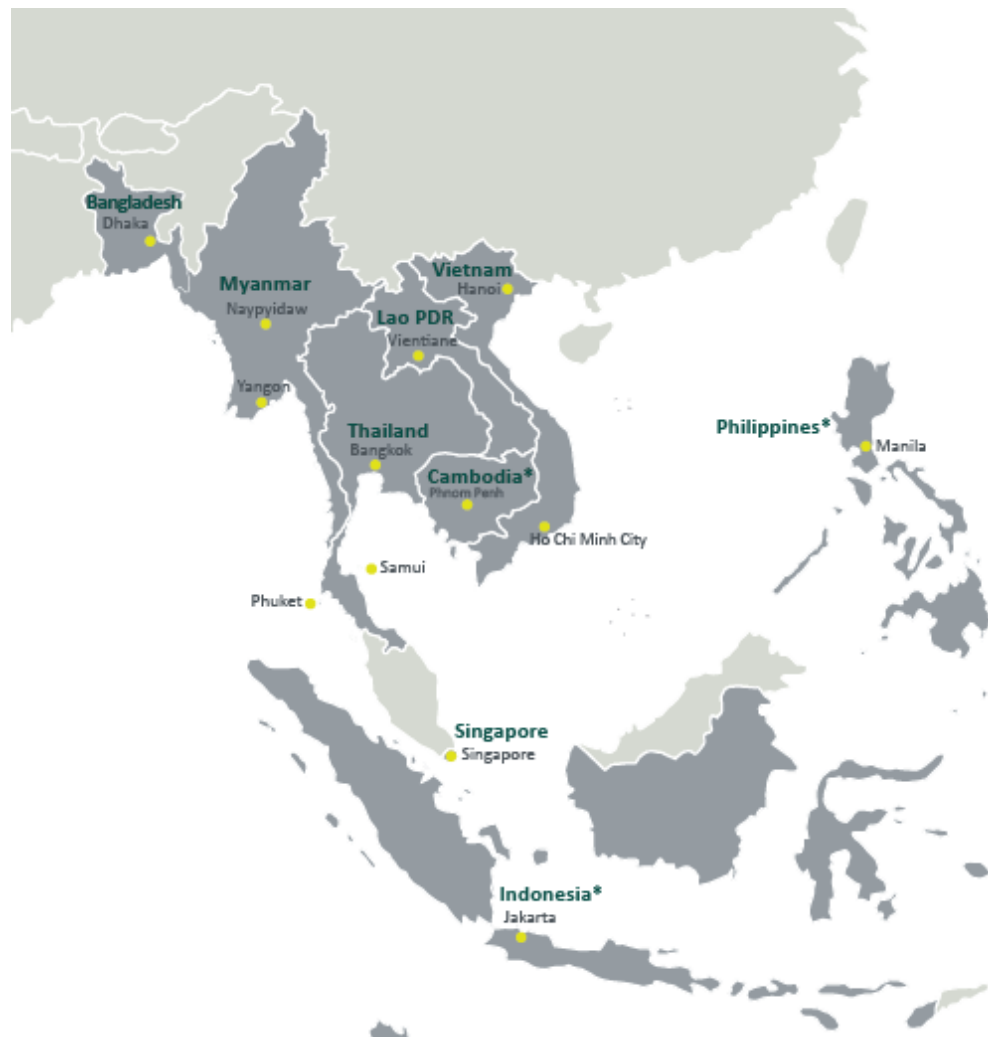 Bangladesh
Dhaka
Myanmar
Naypyidaw
Yangon
Vietnam
Hanoi
Lao PDR
Vientiane
Thailand
Bangkok
Cambodia*
Phnom Penh
Ho Chi Minh City
Samui
Phuket
Philippines*
Manila
Singapore
Singapore
Indonesia*
Jakarta